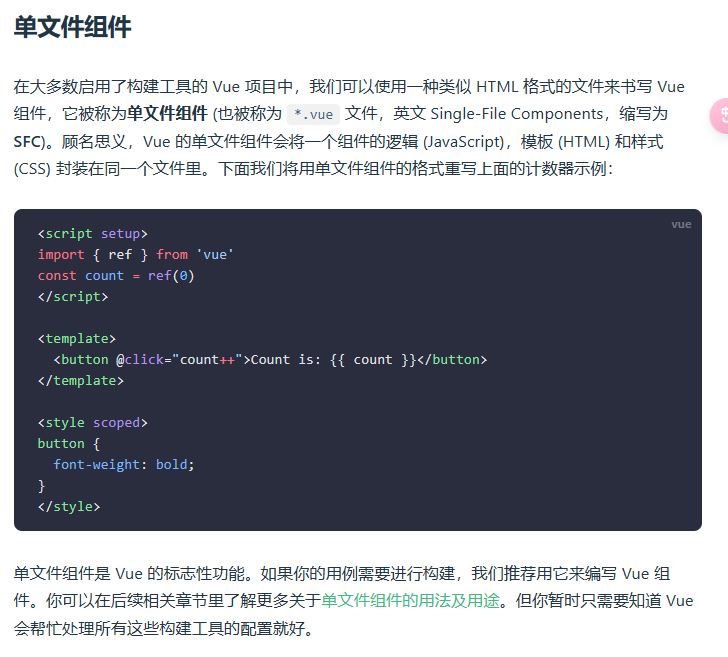 单文件组件
在大多数启用了构建工具的 Vue 项目中，我们可以使用一种类似 HTML 格式的文件来书写 Vue
组件，它被称为单文件组件 (也被称为 *.vue 文件，英文 Single-File Components，缩写为
SFC)。顾名思义，Vue 的单文件组件会将一个组件的逻辑 (JavaScript)，模板 (HTML) 和样式
(CSS) 封装在同一个文件里。下面我们将用单文件组件的格式重写上面的计数器示例：
vue
<script setup>
import { ref } from 'vue'
const count = ref(0)
</script>

<template>
  <button @click="count++">Count is: {{ count }}</button>
</template>

<style scoped>
button {
  font-weight: bold;
}
</style>
单文件组件是 Vue 的标志性功能。如果你的用例需要进行构建，我们推荐用它来编写 Vue 组
件。你可以在后续相关章节里了解更多关于单文件组件的用法及用途。但你暂时只需要知道 Vue
会帮忙处理所有这些构建工具的配置就好。